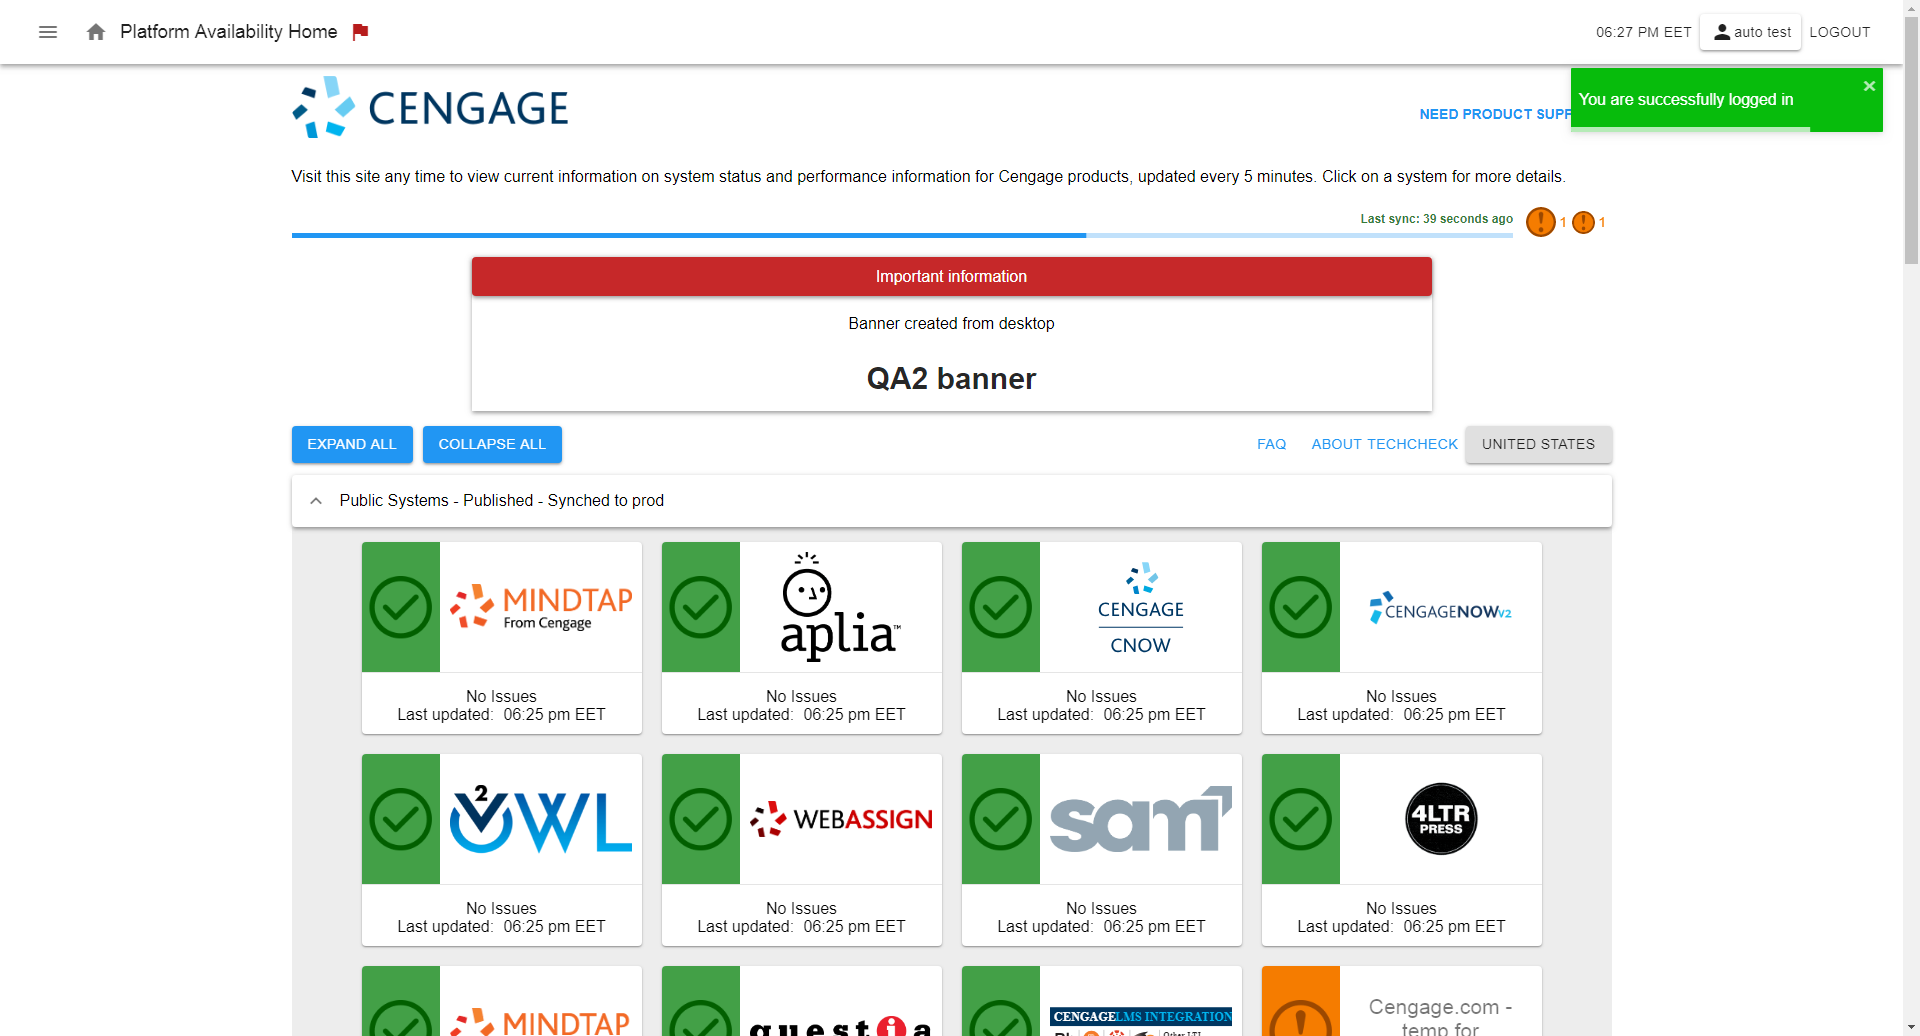 Platform Availability Home
06:27 PM EET
auto test
LOGOUT
You are successfully logged in
CENGAGE
NEED PRODUCT SUPP
Visit this site any time to view current information on system status and performance information for Cengage products, updated every 5 minutes. Click on a system for more details.
Last sync: 39 seconds ago
1
1
Important information
Banner created from desktop
QA2 banner
EXPAND ALL
COLLAPSE ALL
FAQ
ABOUT TECHCHECK
UNITED STATES
Public Systems - Published - Synched to prod
MINDTAP
From Cengage
aplia™
CENGAGE
CNOW
CENGAGENOWv2
No Issues
Last updated: 06:25 pm EET
No Issues
Last updated: 06:25 pm EET
No Issues
Last updated: 06:25 pm EET
No Issues
Last updated: 06:25 pm EET
OWL
2
WEBASSIGN
sam
4LTR
PRESS
No Issues
Last updated: 06:25 pm EET
No Issues
Last updated: 06:25 pm EET
No Issues
Last updated: 06:25 pm EET
No Issues
Last updated: 06:25 pm EET
MINDTAP
questia
CENGAGE LMS INTEGRATION
Cengage.com -
temp for